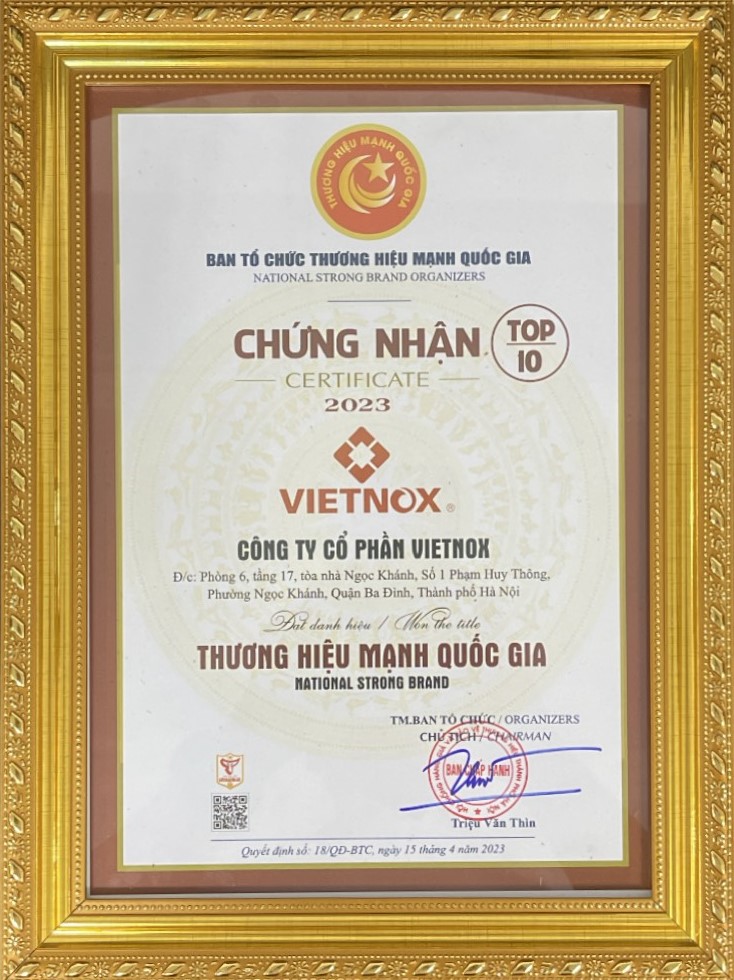 THƯƠNG HIỆU MẠNH QUỐC GIA
BAN TỔ CHỨC THƯƠNG HIỆU MẠNH QUỐC GIA
NATIONAL STRONG BRAND ORGANIZERS
CHỨNG NHẬN
TOP
10
CERTIFICATE
2023
VIETNOX®
CÔNG TY CỔ PHẦN VIETNOX
Đ/c: Phòng 6, tầng 17, tòa nhà Ngọc Khánh, Số 1 Phạm Huy Thông,
Phường Ngọc Khánh, Quận Ba Đình, Thành phố Hà Nội
Đạt danh hiệu / Won the title
THƯƠNG HIỆU MẠNH QUỐC GIA
NATIONAL STRONG BRAND
TM.BAN TỔ CHỨC / ORGANIZERS
CHỦ TỊCH / CHAIRMAN
BAN CHẤP HÀNH
Triệu Văn Thìn
Quyết định số: 18/QĐ-BTC, ngày 15 tháng 4 năm 2023